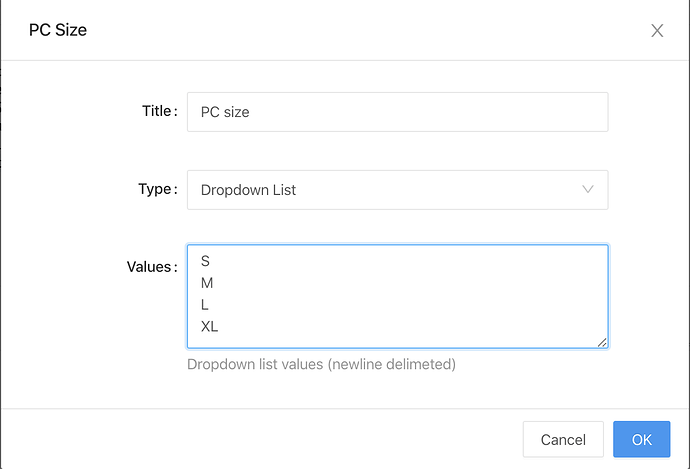 PC Size
Title :
PC size
Type :
Dropdown List
Values :
S
M
L
XL
Dropdown list values (newline delimeted)
Cancel
OK